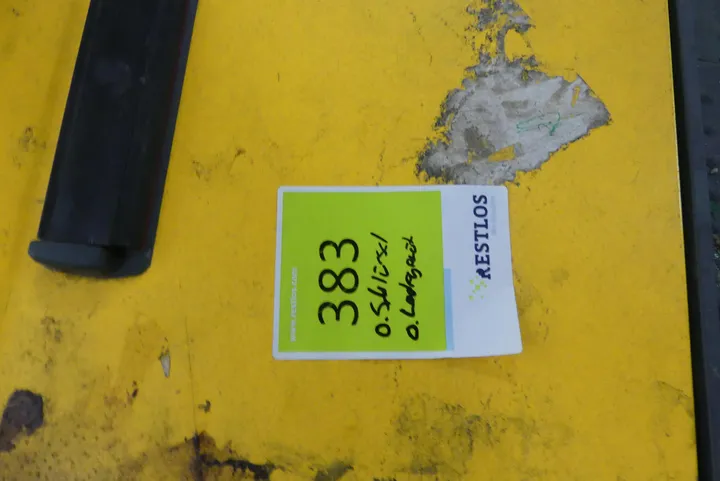 RESTLOS
383
O. Schlüssel
O. Ladegerät